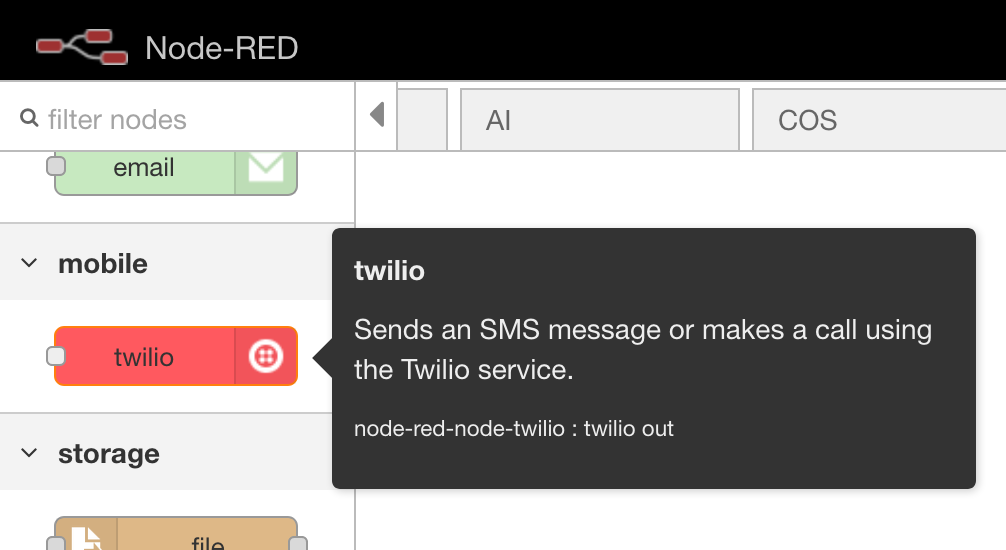 Node-RED
filter nodes
AI
COS
email
mobile
twilio
twilio
Sends an SMS message or makes a call using
the Twilio service.
node-red-node-twilio : twilio out
storage
file